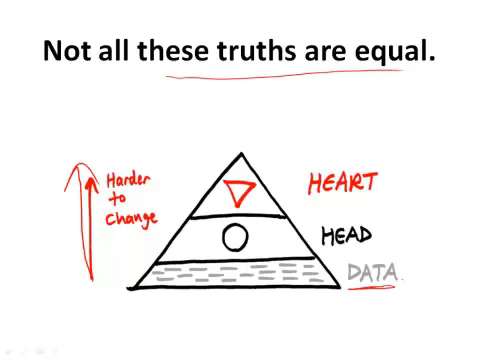 Not all these truths are equal.
Harder
to
Change
HEART
HEAD
DATA